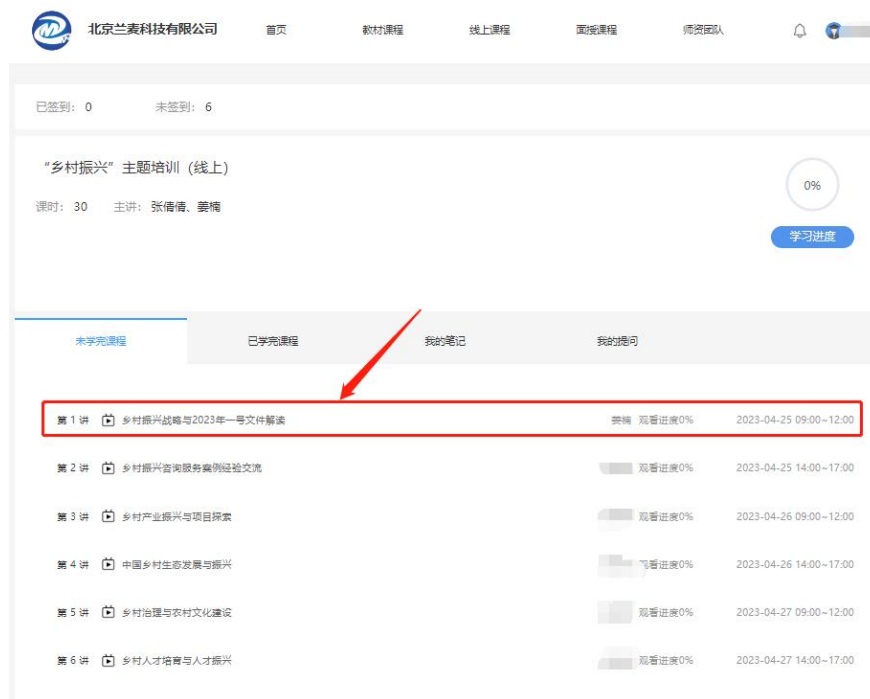 北京兰麦科技有限公司 首页 教材课程 线上课程 面授课程 师资团队
已签到: 0 未签到: 6
“乡村振兴”主题培训 (线上)
0%
课时: 30 主讲: 张倩倩、姜楠
学习进度
未学完课程 已学完课程 我的笔记 我的提问
第 1 讲 乡村振兴战略与2023年一号文件解读 姜楠 观看进度0% 2023-04-25 09:00~12:00
第 2 讲 乡村振兴咨询服务案例经验交流 观看进度0% 2023-04-25 14:00~17:00
第 3 讲 乡村产业振兴与项目探索 观看进度0% 2023-04-26 09:00~12:00
第 4 讲 中国乡村生态发展与振兴 观看进度0% 2023-04-26 14:00~17:00
第 5 讲 乡村治理与农村文化建设 观看进度0% 2023-04-27 09:00~12:00
第 6 讲 乡村人才培育与人才振兴 观看进度0% 2023-04-27 14:00~17:00